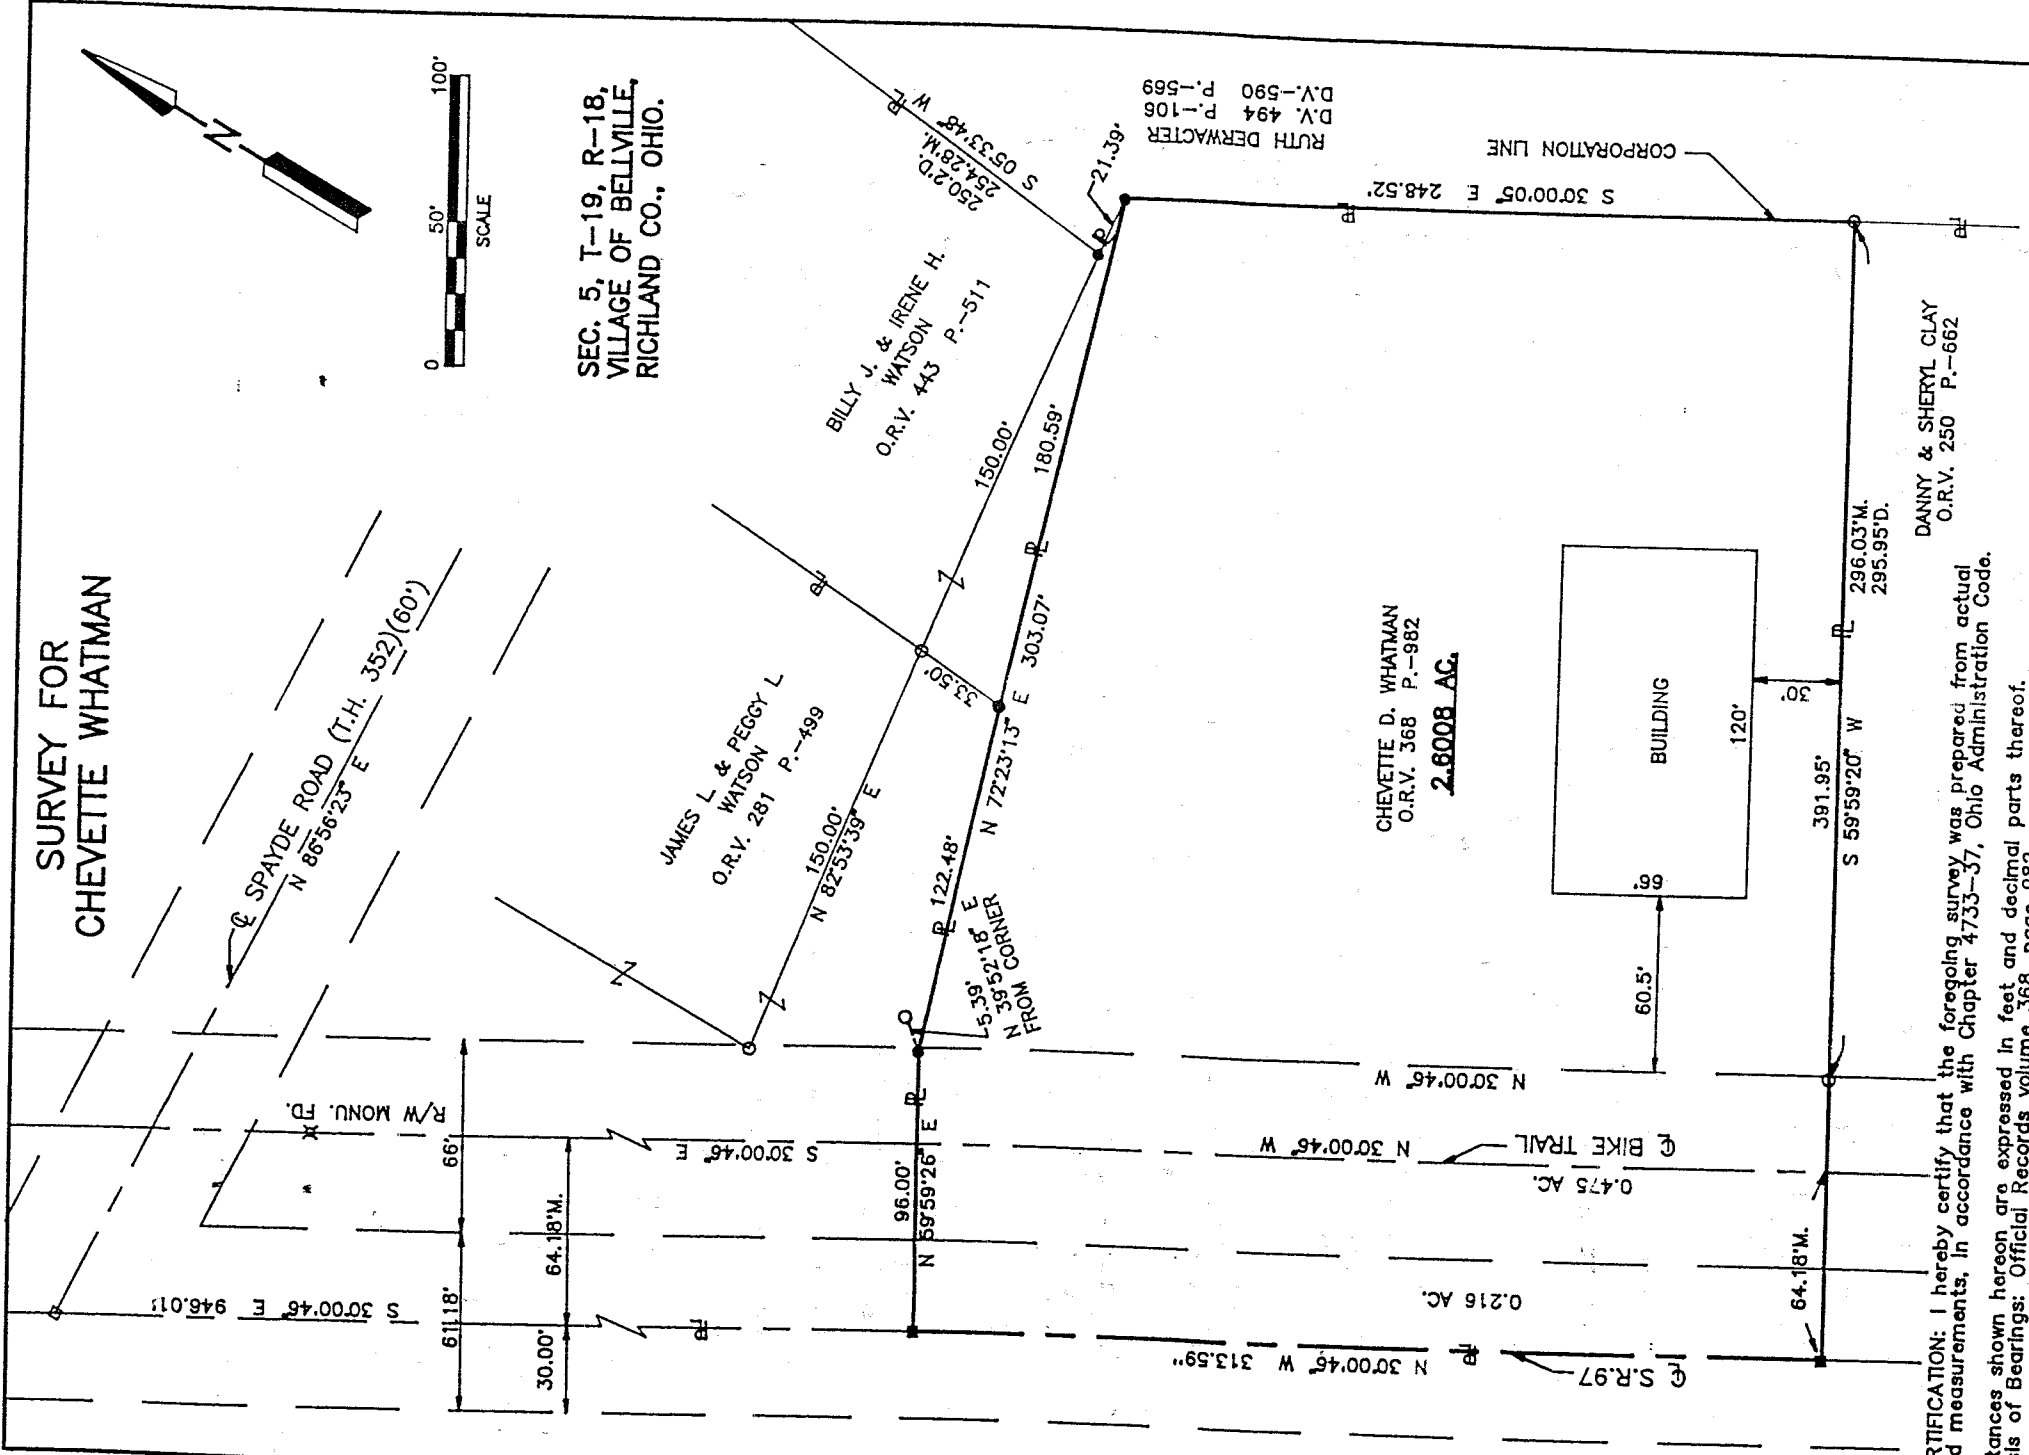 SURVEY FOR
CHEVETTE WHATMAN
℄ SPAYDE ROAD (T.H. 352)(60')
N 86°56'23" E
N
0 50' 100'
SCALE
SEC. 5, T-19, R-18,
VILLAGE OF BELLVILLE,
RICHLAND CO., OHIO.
S 05°33'48" W
254.28'M.
250.2'D.
RUTH DERWACTER
D.V. 494 P.-106
D.V.-590 P.-569
21.39'
BILLY J. & IRENE H.
WATSON
O.R.V. 443 P.-511
150.00'
180.59'
JAMES L. & PEGGY L
WATSON
O.R.V. 281 P.-499
150.00'
N 82°53'39" E
33.50'
122.48'
N 72°23'13" E 303.07'
5.39'
N 39°52'18" E
FROM CORNER
CORPORATION LINE
S 30°00'05" E 248.52'
R/W MONU. FD.
66'
S 30°00'46" E
64.18'M.
S 30°00'46" E 946.01'
61.18'
30.00'
96.00'
N 59°59'26" E
N 30°00'46" W
N 30°00'46" W
℄ BIKE TRAIL
0.475 AC.
0.216 AC.
N 30°00'46" W 313.59"
℄ S.R.97
CHEVETTE D. WHATMAN
O.R.V. 368 P.-982
2.6008 AC.
BUILDING
120'
66'
60.5'
30'
391.95'
S 59°59'20" W
296.03'M.
295.95'D.
64.18'M.
DANNY & SHERYL CLAY
O.R.V. 250 P.-662
RTIFICATION: I hereby certify that the foregoing survey was prepared from actual
d measurements, in accordance with Chapter 4733-37, Ohio Administration Code.
tances shown hereon are expressed in feet and decimal parts thereof.
is of Bearings: Official Records volume 368, page 982